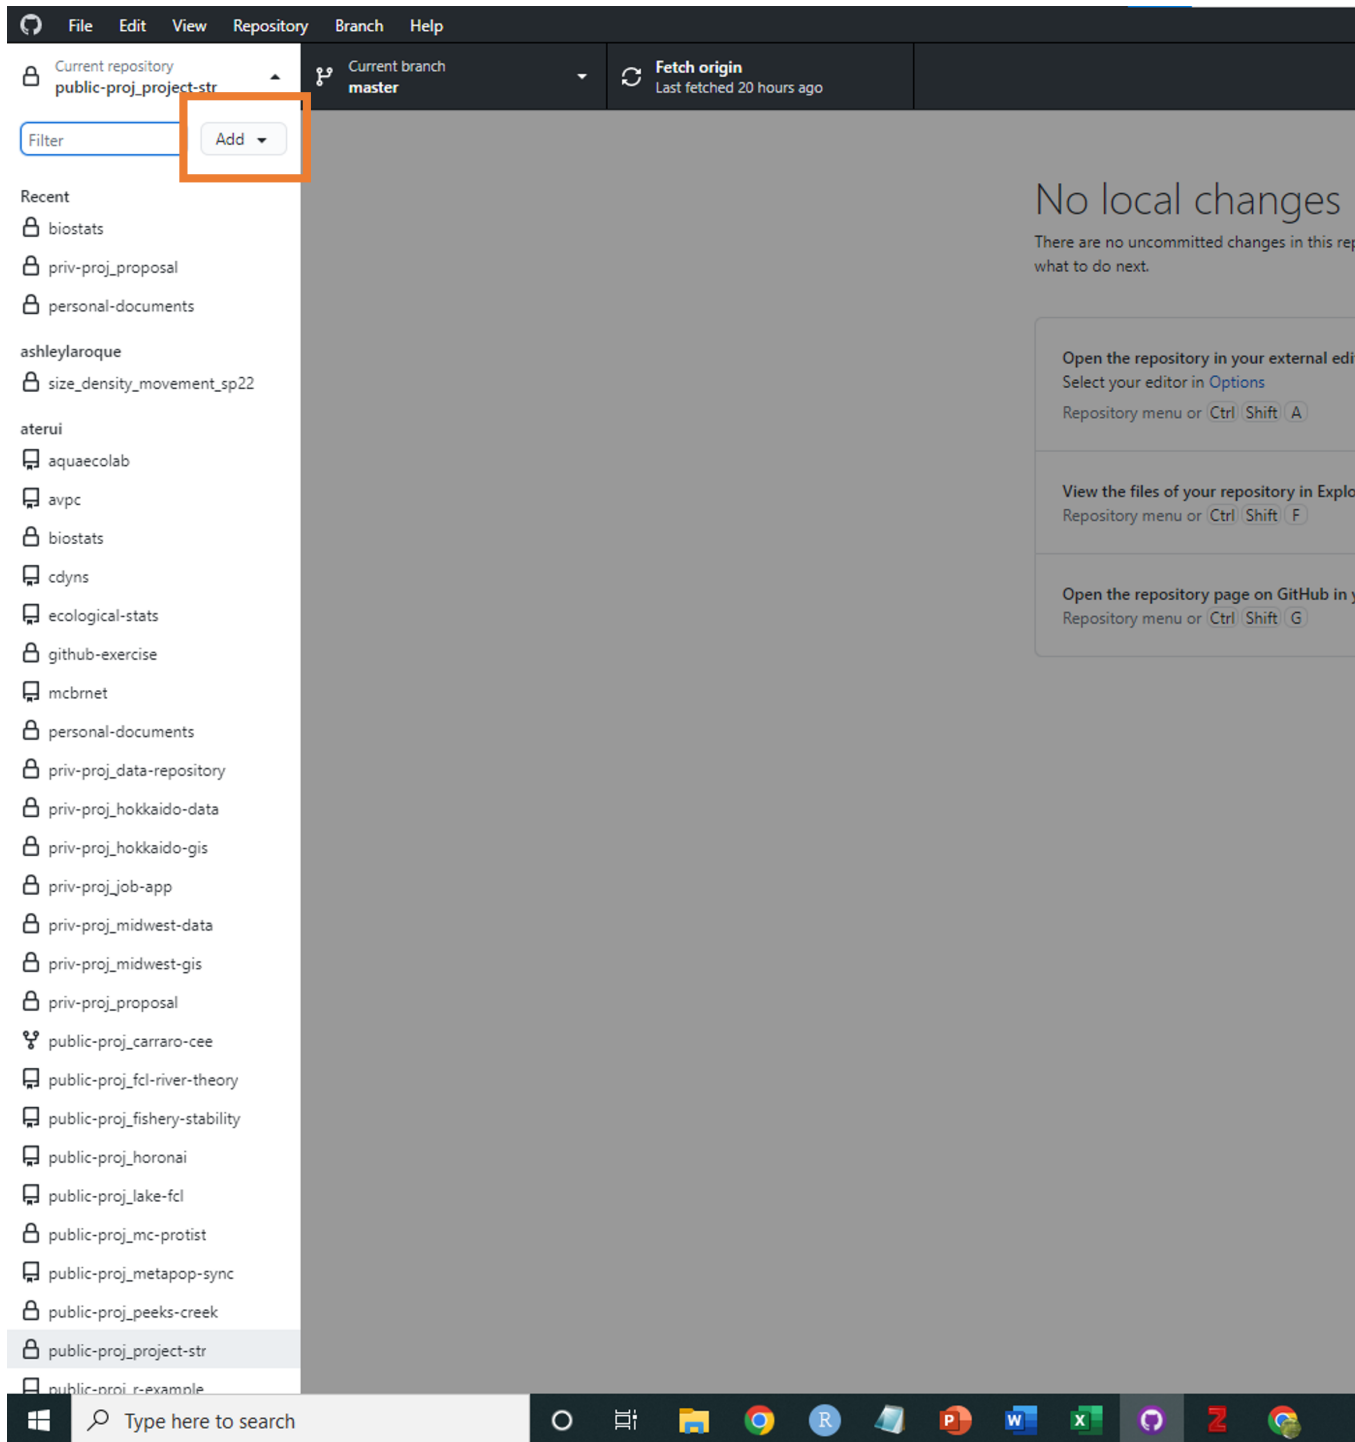 File Edit View Repository Branch Help
Current repository
public-proj_project-str
Current branch
master
Fetch origin
Last fetched 20 hours ago
Filter
Add
Recent
biostats
priv-proj_proposal
personal-documents
ashleylaroque
size_density_movement_sp22
aterui
aquaecolab
avpc
biostats
cdyns
ecological-stats
github-exercise
mcbrnet
personal-documents
priv-proj_data-repository
priv-proj_hokkaido-data
priv-proj_hokkaido-gis
priv-proj_job-app
priv-proj_midwest-data
priv-proj_midwest-gis
priv-proj_proposal
public-proj_carraro-cee
public-proj_fcl-river-theory
public-proj_fishery-stability
public-proj_horonai
public-proj_lake-fcl
public-proj_mc-protist
public-proj_metapop-sync
public-proj_peeks-creek
public-proj_project-str
public-proj_r-example
No local changes
There are no uncommitted changes in this rep
what to do next.
Open the repository in your external edi
Select your editor in Options
Repository menu or Ctrl Shift A
View the files of your repository in Explo
Repository menu or Ctrl Shift F
Open the repository page on GitHub in y
Repository menu or Ctrl Shift G
Type here to search
R P W X Z